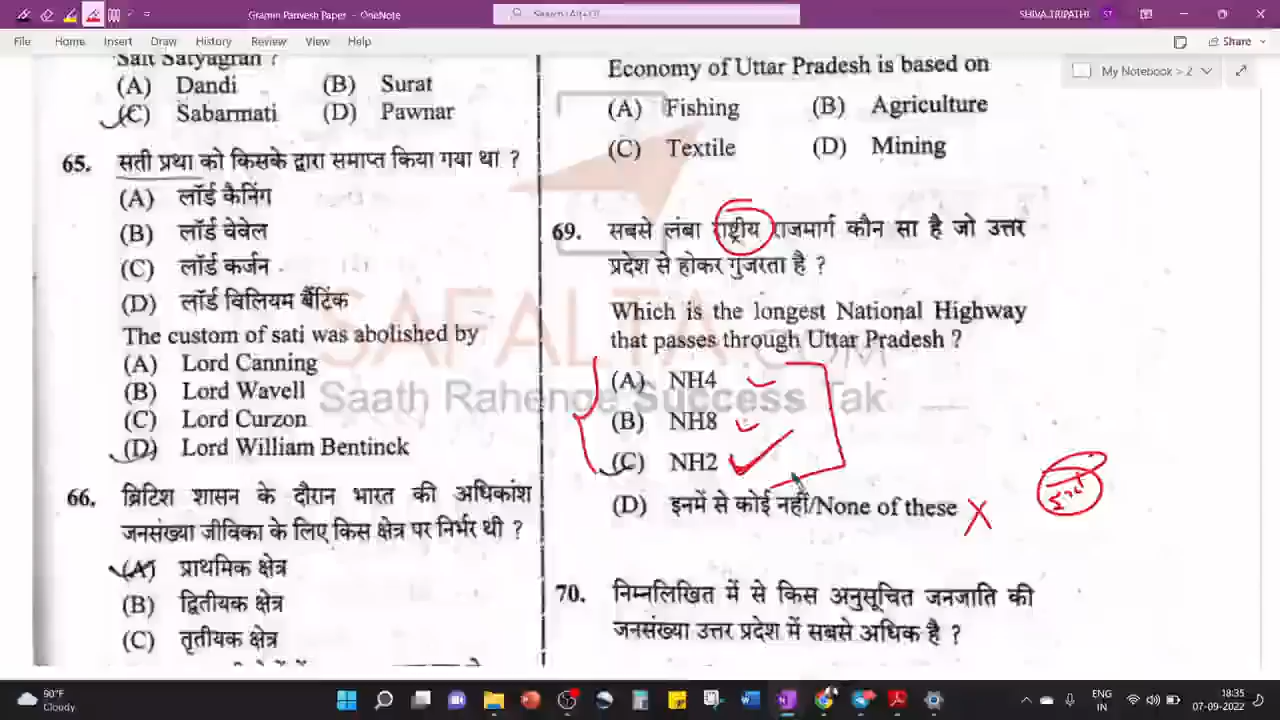 Gramin Parivesh Paper - OneNote
Search (Alt+Q)
SHIVA TRIPATHI ST
File Home Insert Draw History Review View Help
Share
My Notebook > 2
Salt Satyagrah ?
(A) Dandi (B) Surat
(C) Sabarmati (D) Pawnar
65. सती प्रथा को किसके द्वारा समाप्त किया गया था ?
(A) लॉर्ड कैनिंग
(B) लॉर्ड वेवेल
(C) लॉर्ड कर्जन
(D) लॉर्ड विलियम बैंटिंक
The custom of sati was abolished by
(A) Lord Canning
(B) Lord Wavell
(C) Lord Curzon
(D) Lord William Bentinck
66. ब्रिटिश शासन के दौरान भारत की अधिकांश
जनसंख्या जीविका के लिए किस क्षेत्र पर निर्भर थी ?
(A) प्राथमिक क्षेत्र
(B) द्वितीयक क्षेत्र
(C) तृतीयक क्षेत्र
Economy of Uttar Pradesh is based on
(A) Fishing (B) Agriculture
(C) Textile (D) Mining
69. सबसे लंबा राष्ट्रीय राजमार्ग कौन सा है जो उत्तर
प्रदेश से होकर गुजरता है ?
Which is the longest National Highway
that passes through Uttar Pradesh ?
(A) NH4
(B) NH8
(C) NH2
(D) इनमें से कोई नहीं/None of these
70. निम्नलिखित में से किस अनुसूचित जनजाति की
जनसंख्या उत्तर प्रदेश में सबसे अधिक है ?
SAFALTA.COM
Saath Rahenge Success Tak
90°F
Cloudy
ENG
IN
18:35
07-09-2022